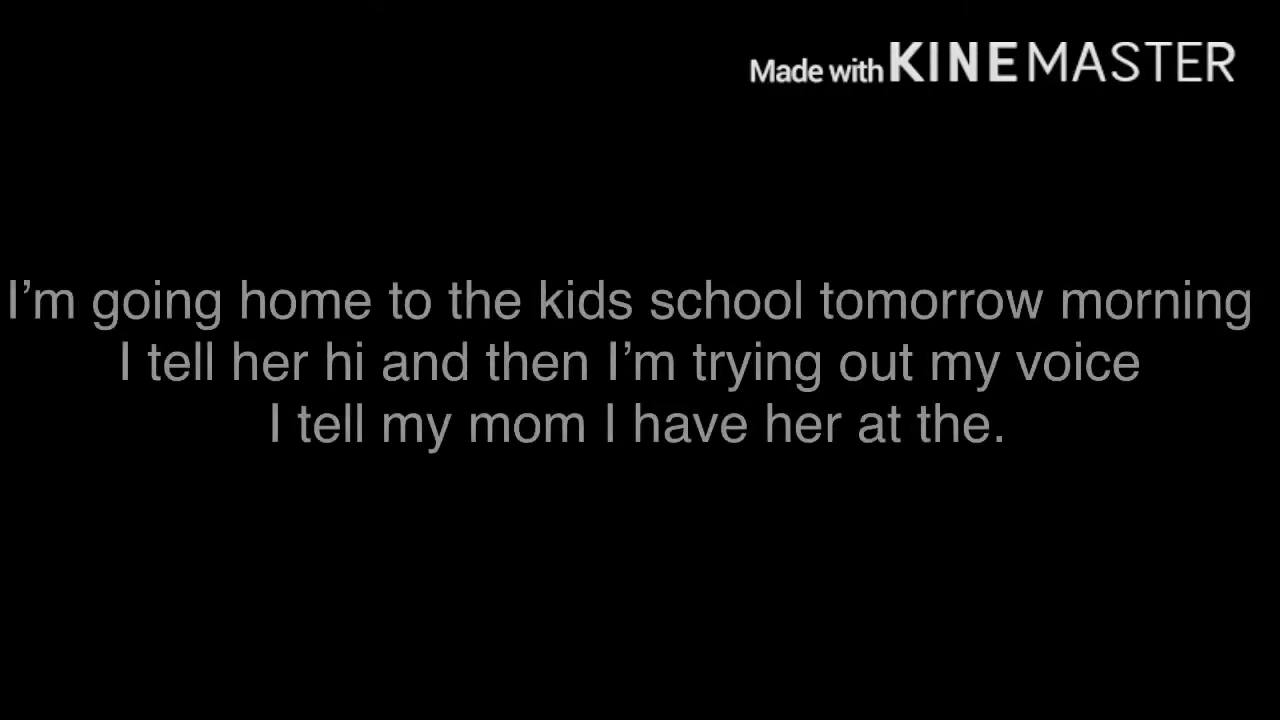 Made with KINEMASTER
I’m going home to the kids school tomorrow morning
I tell her hi and then I’m trying out my voice
I tell my mom I have her at the.